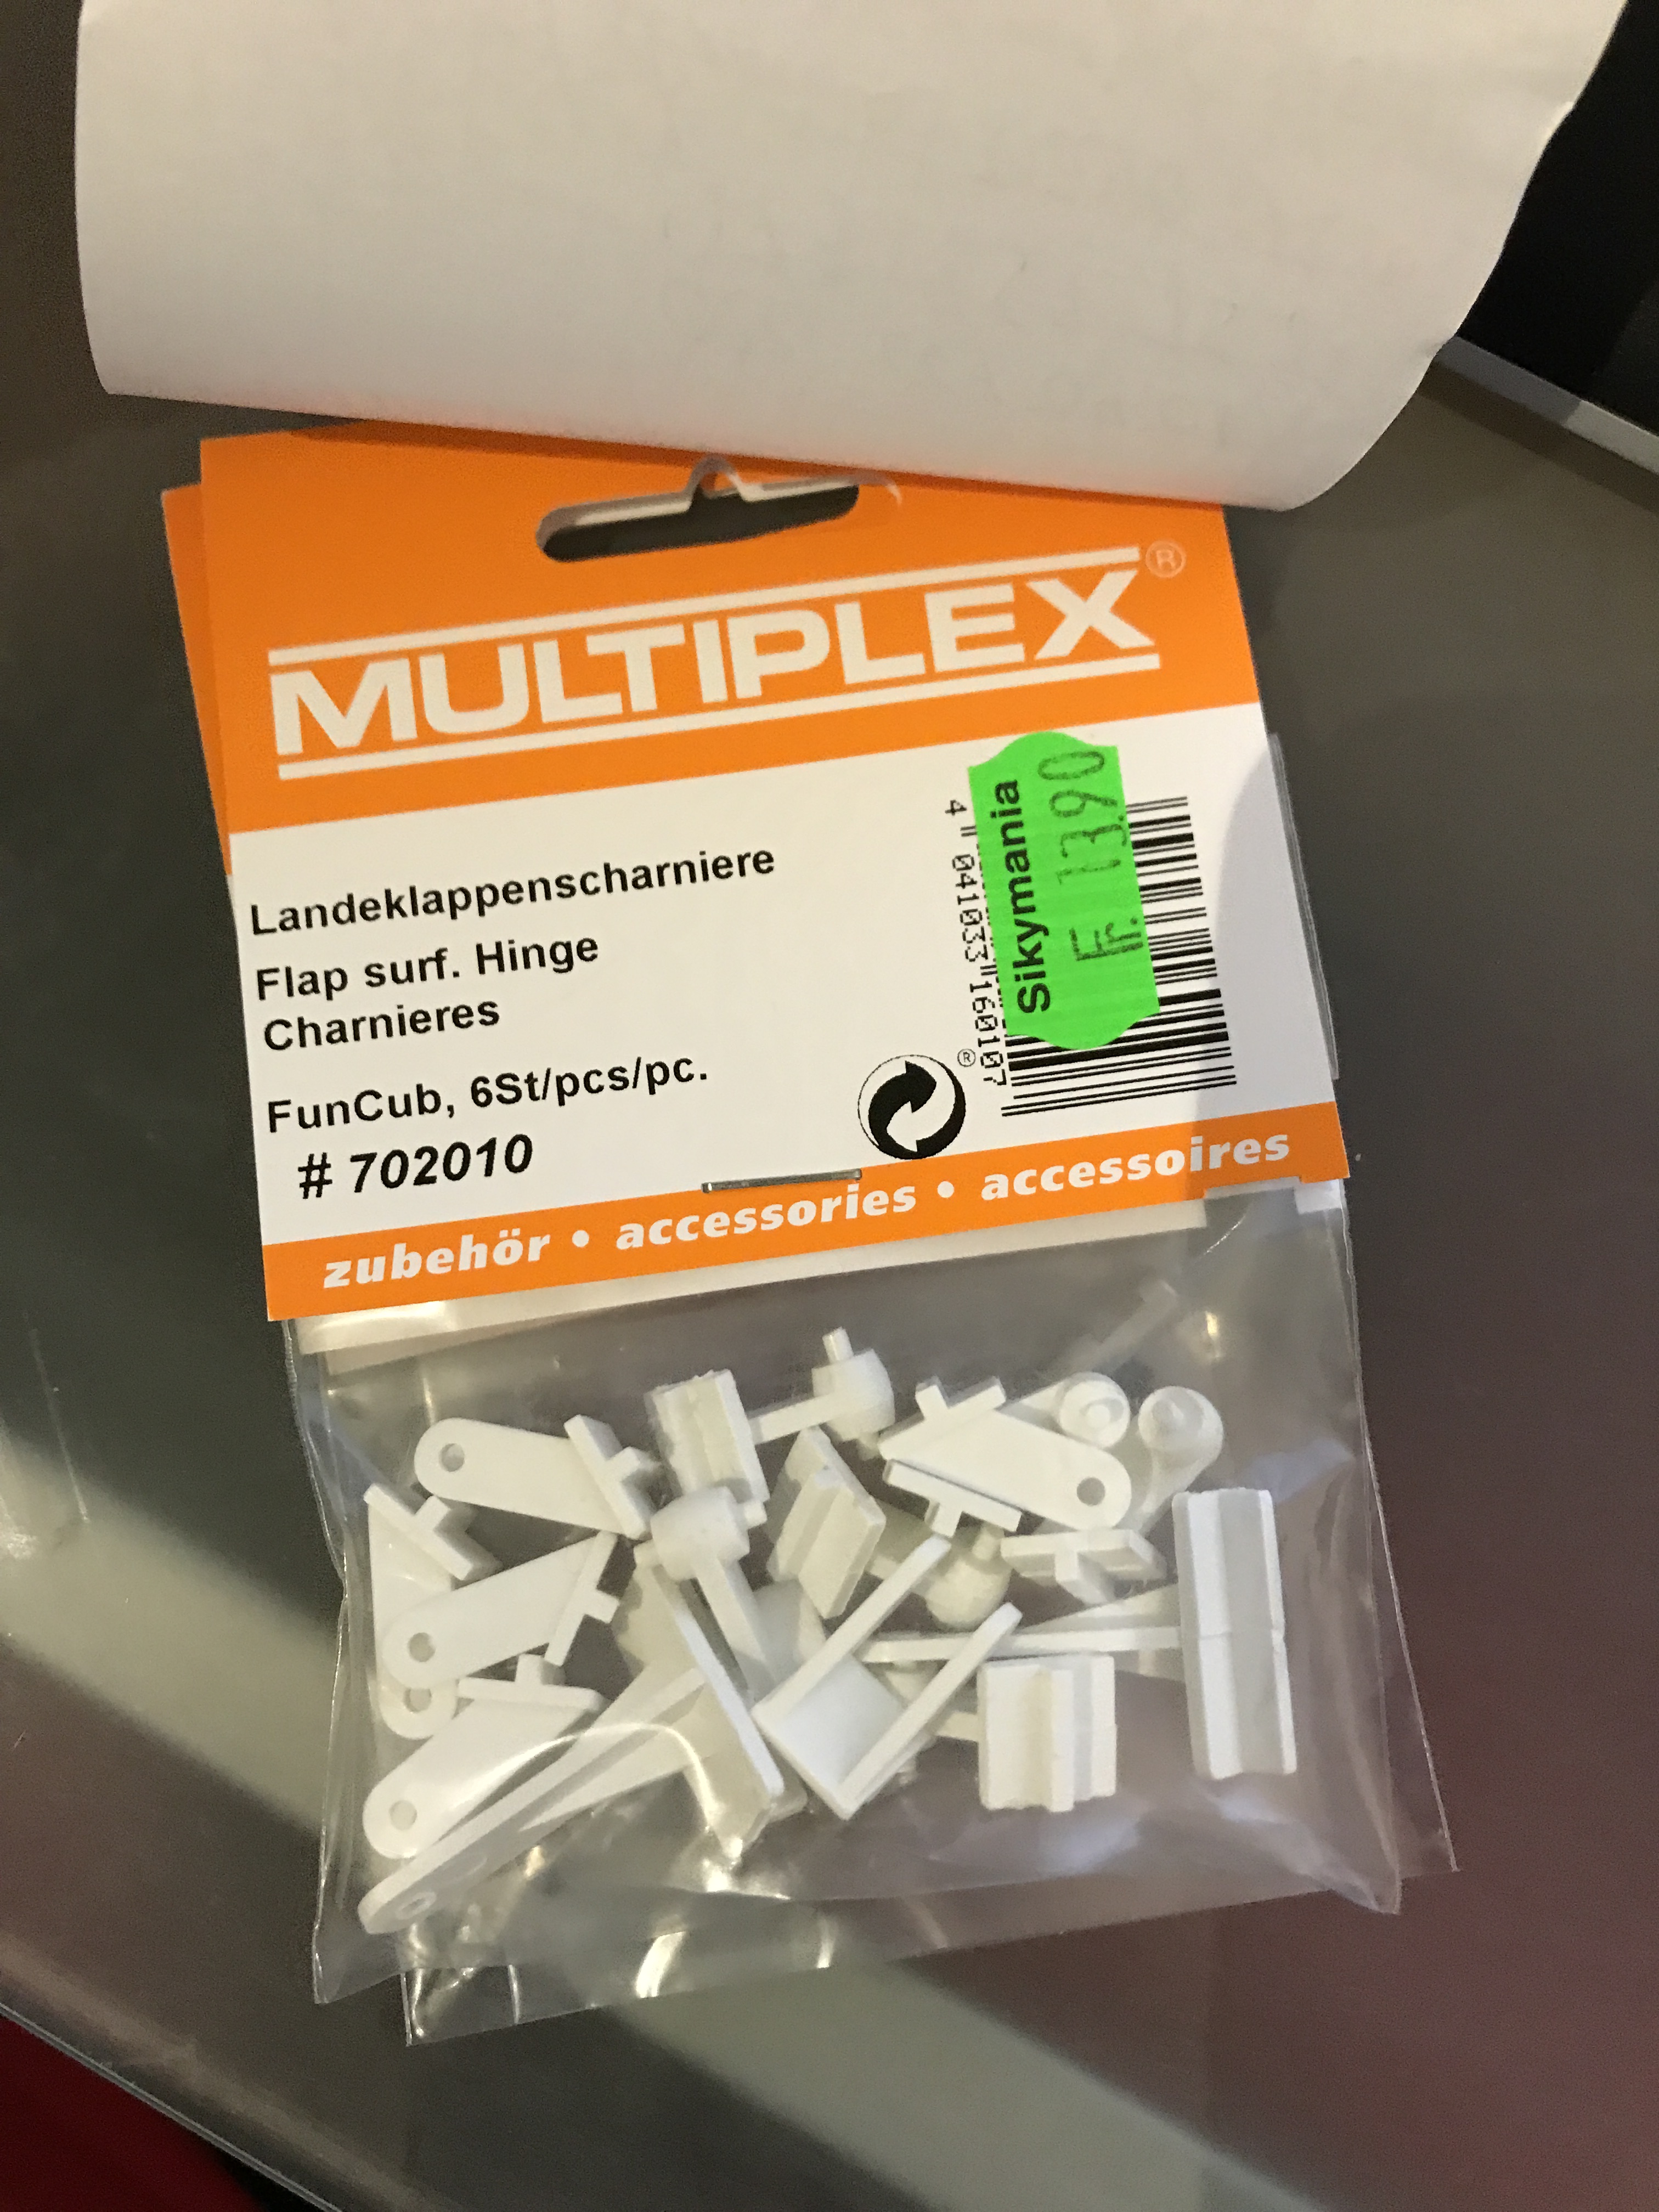 MULTIPLEX®
Landeklappenscharniere
Flap surf. Hinge
Charnieres
FunCub, 6St/pcs/pc.
# 702010
4 041033 160107
Sikymania
Fr. 13.90
®
zubehör • accessories • accessoires